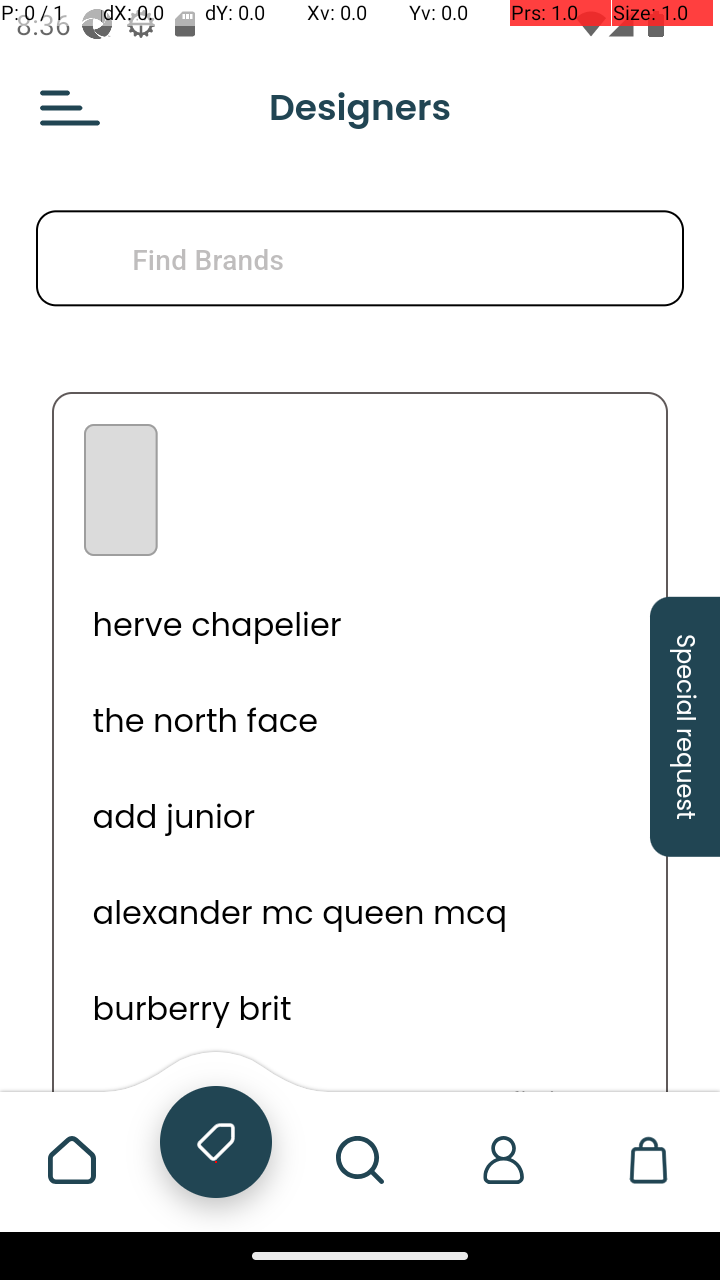 P: 0 / 1 dX: 0.0 dY: 0.0 Xv: 0.0 Yv: 0.0 Prs: 1.0 Size: 1.0
8:36
Designers
Find Brands
herve chapelier
the north face
Special request
add junior
alexander mc queen mcq
burberry brit